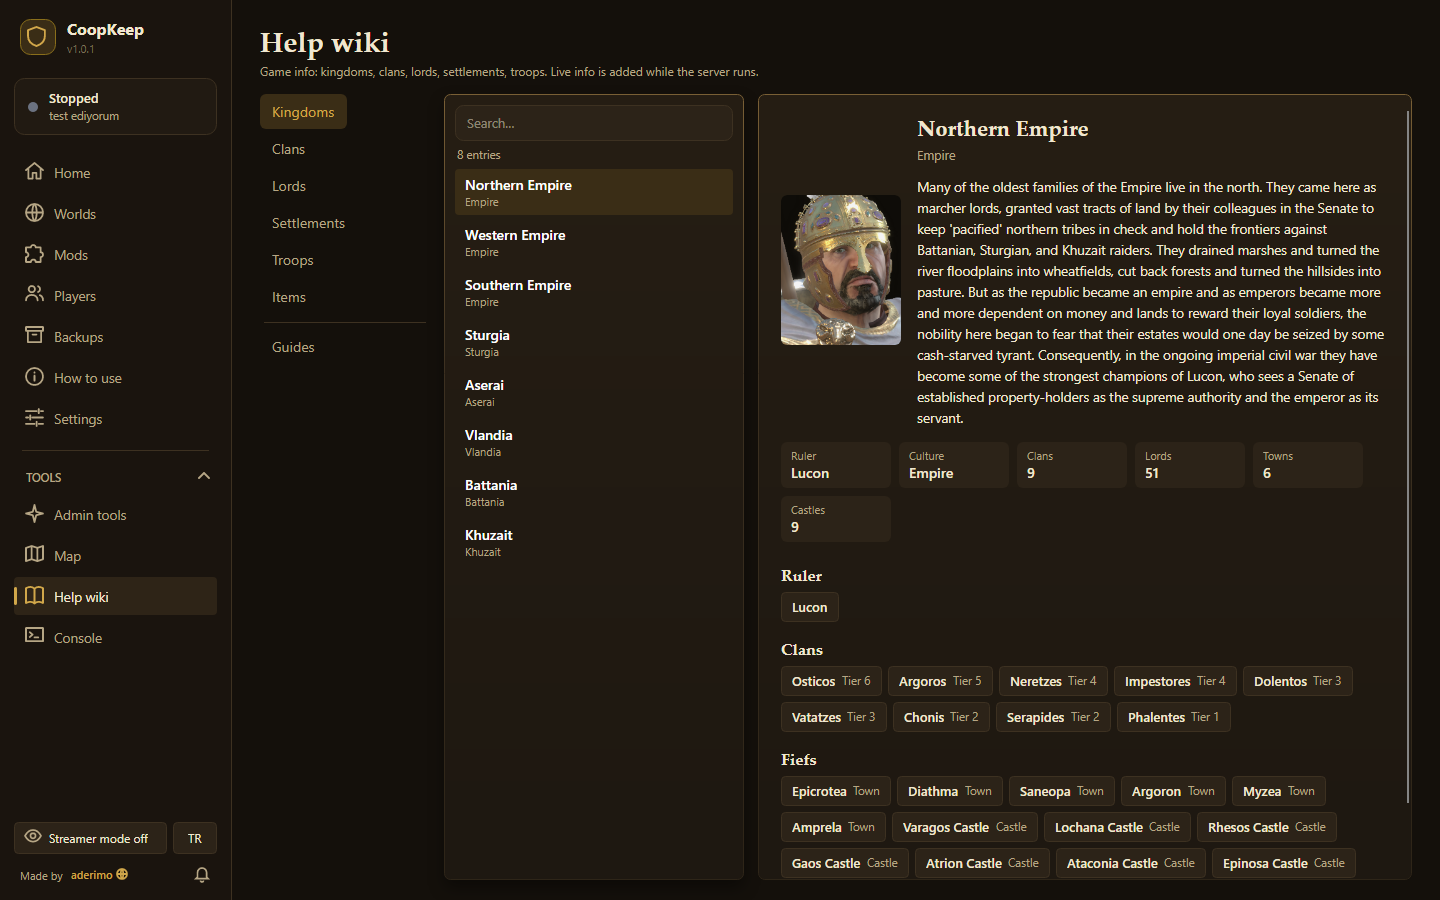 CoopKeep
v1.0.1
Stopped
test ediyorum
Home
Worlds
Mods
Players
Backups
How to use
Settings
TOOLS
Admin tools
Map
Help wiki
Console
Streamer mode off
TR
Made by aderimo
Help wiki
Game info: kingdoms, clans, lords, settlements, troops. Live info is added while the server runs.
Kingdoms
Clans
Lords
Settlements
Troops
Items
Guides
Search...
8 entries
Northern Empire
Empire
Western Empire
Empire
Southern Empire
Empire
Sturgia
Sturgia
Aserai
Aserai
Vlandia
Vlandia
Battania
Battania
Khuzait
Khuzait
Northern Empire
Empire
Many of the oldest families of the Empire live in the north. They came here as
marcher lords, granted vast tracts of land by their colleagues in the Senate to
keep 'pacified' northern tribes in check and hold the frontiers against
Battanian, Sturgian, and Khuzait raiders. They drained marshes and turned the
river floodplains into wheatfields, cut back forests and turned the hillsides into
pasture. But as the republic became an empire and as emperors became more
and more dependent on money and lands to reward their loyal soldiers, the
nobility here began to fear that their estates would one day be seized by some
cash-starved tyrant. Consequently, in the ongoing imperial civil war they have
become some of the strongest champions of Lucon, who sees a Senate of
established property-holders as the supreme authority and the emperor as its
servant.
Ruler
Lucon
Culture
Empire
Clans
9
Lords
51
Towns
6
Castles
9
Ruler
Lucon
Clans
Osticos Tier 6 Argoros Tier 5 Neretzes Tier 4 Impestores Tier 4 Dolentos Tier 3
Vatatzes Tier 3 Chonis Tier 2 Serapides Tier 2 Phalentes Tier 1
Fiefs
Epicrotea Town Diathma Town Saneopa Town Argoron Town Myzea Town
Amprela Town Varagos Castle Castle Lochana Castle Castle Rhesos Castle Castle
Gaos Castle Castle Atrion Castle Castle Ataconia Castle Castle Epinosa Castle Castle